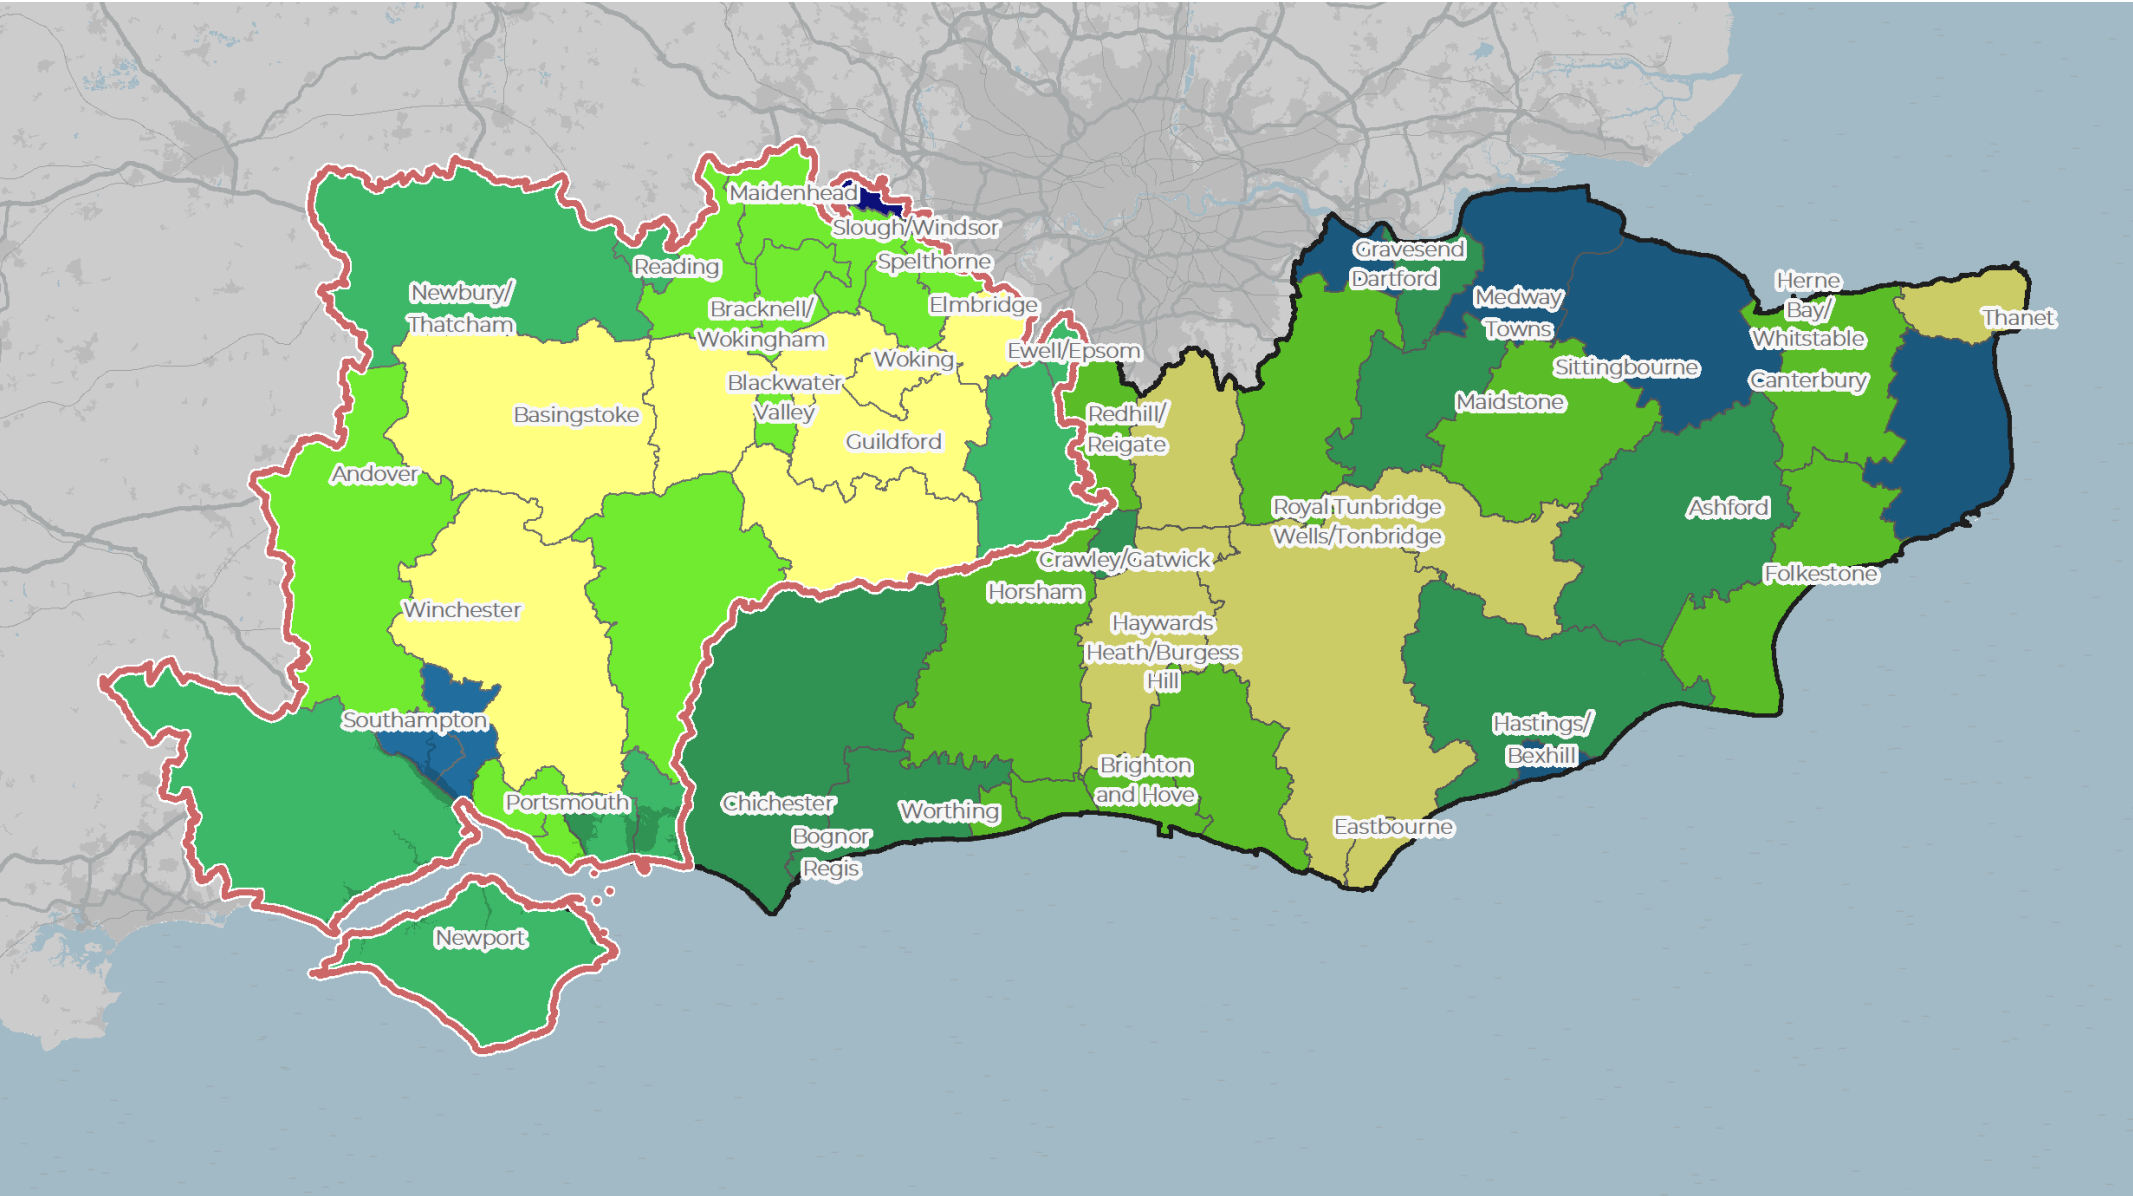 Maidenhead
Slough/Windsor
Spelthorne
Reading
Newbury/
Thatcham
Bracknell/
Wokingham
Elmbridge
Ewell/Epsom
Woking
Blackwater
Valley
Basingstoke
Guildford
Andover
Winchester
Southampton
Portsmouth
Newport
Gravesend
Dartford
Medway
Towns
Herne
Bay/
Whitstable
Thanet
Sittingbourne
Canterbury
Maidstone
Redhill/
Reigate
Royal Tunbridge
Wells/Tonbridge
Ashford
Folkestone
Crawley/Gatwick
Horsham
Haywards
Heath/Burgess
Hill
Hastings/
Bexhill
Brighton
and Hove
Chichester
Worthing
Bognor
Regis
Eastbourne